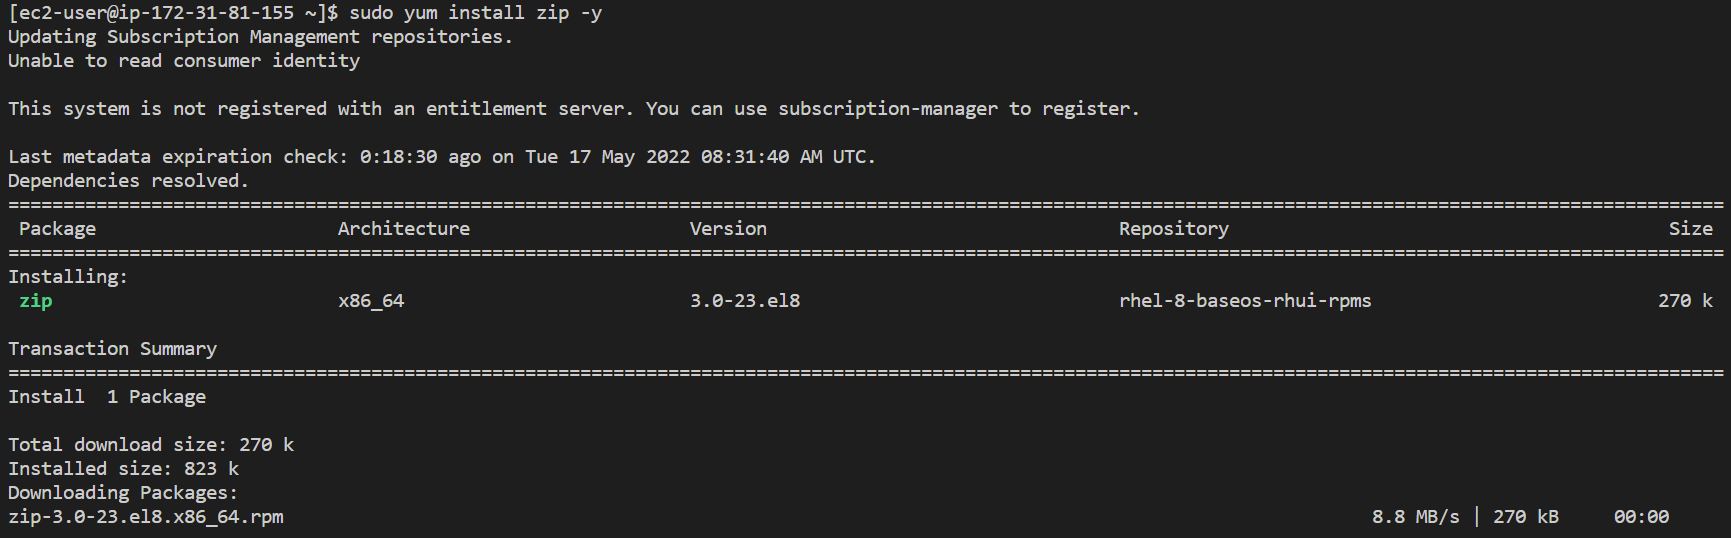 [ec2-user@ip-172-31-81-155 ~]$ sudo yum install zip -y
Updating Subscription Management repositories.
Unable to read consumer identity
This system is not registered with an entitlement server. You can use subscription-manager to register.
Last metadata expiration check: 0:18:30 ago on Tue 17 May 2022 08:31:40 AM UTC.
Dependencies resolved.
================================================================================
Package Architecture Version Repository Size
================================================================================
Installing:
zip x86_64 3.0-23.el8 rhel-8-baseos-rhui-rpms 270 k
Transaction Summary
================================================================================
Install  1 Package
Total download size: 270 k
Installed size: 823 k
Downloading Packages:
zip-3.0-23.el8.x86_64.rpm 8.8 MB/s | 270 kB 00:00